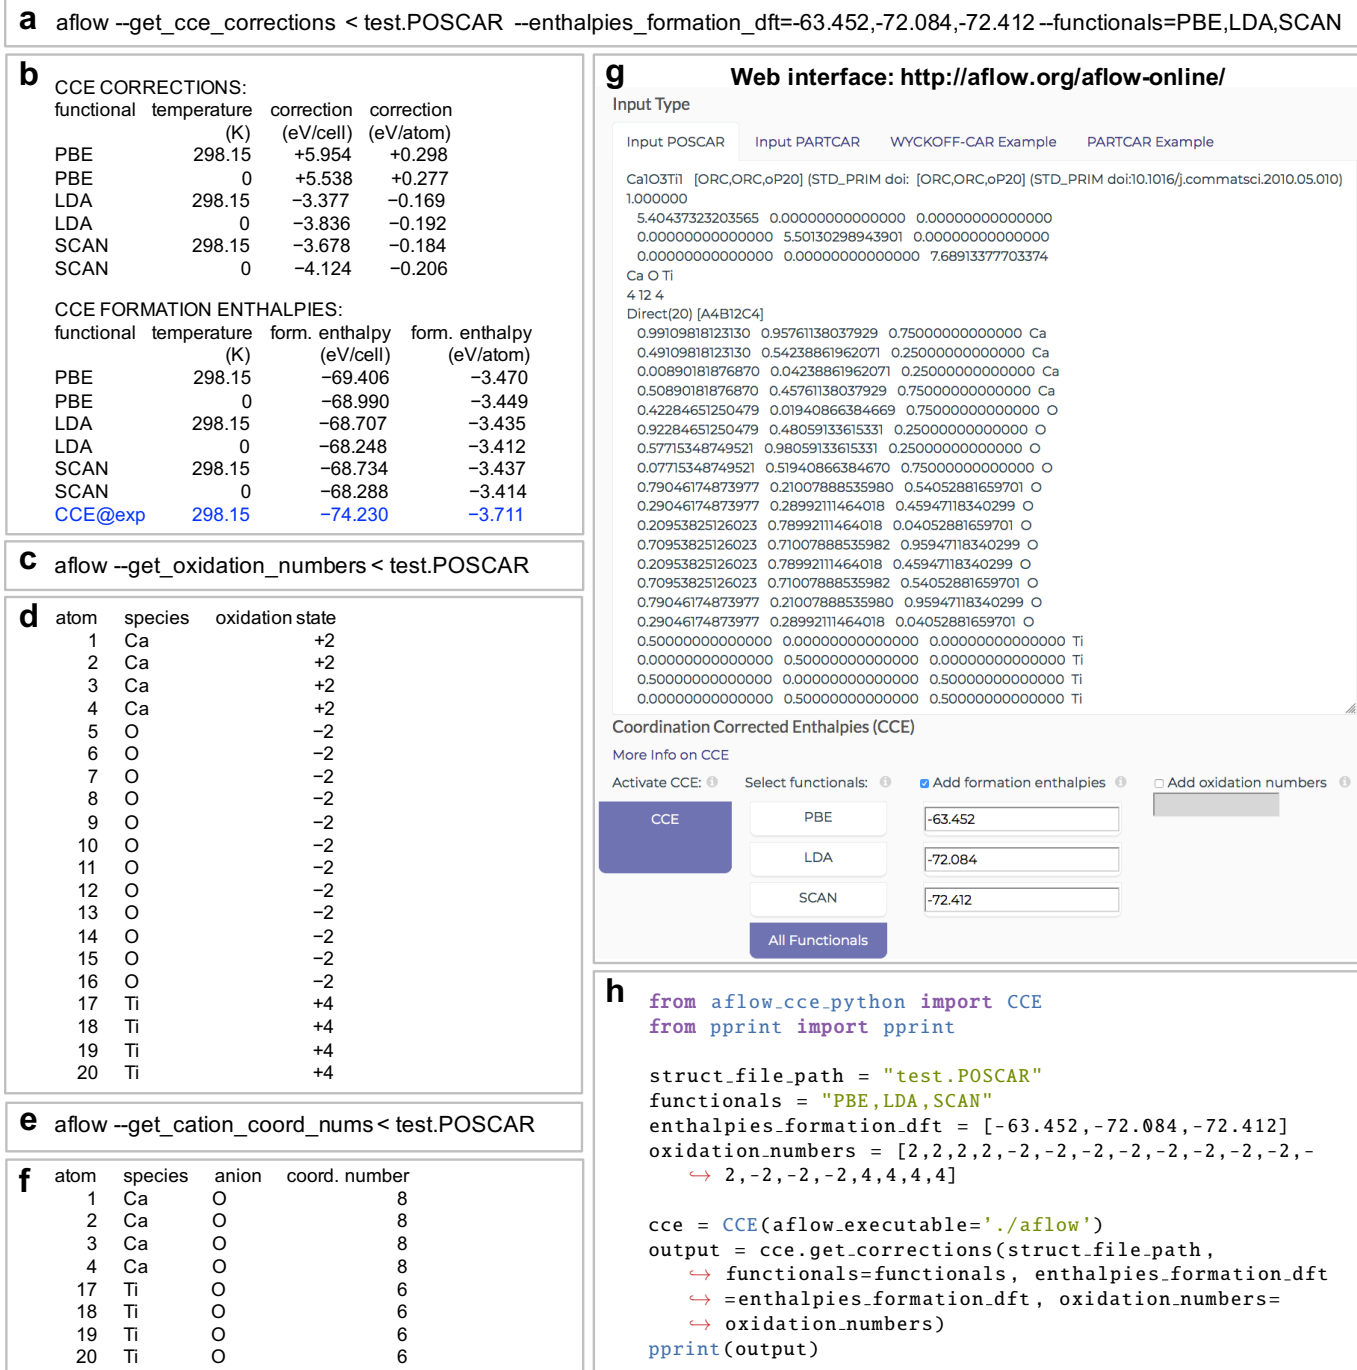 a aflow --get_cce_corrections < test.POSCAR --enthalpies_formation_dft=-63.452,-72.084,-72.412 --functionals=PBE,LDA,SCAN
b
CCE CORRECTIONS:
functional temperature correction correction
(K) (eV/cell) (eV/atom)
PBE 298.15 +5.954 +0.298
PBE 0 +5.538 +0.277
LDA 298.15 −3.377 −0.169
LDA 0 −3.836 −0.192
SCAN 298.15 −3.678 −0.184
SCAN 0 −4.124 −0.206
CCE FORMATION ENTHALPIES:
functional temperature form. enthalpy form. enthalpy
(K) (eV/cell) (eV/atom)
PBE 298.15 −69.406 −3.470
PBE 0 −68.990 −3.449
LDA 298.15 −68.707 −3.435
LDA 0 −68.248 −3.412
SCAN 298.15 −68.734 −3.437
SCAN 0 −68.288 −3.414
CCE@exp 298.15 −74.230 −3.711
c aflow --get_oxidation_numbers < test.POSCAR
d atom species oxidation state
1 Ca +2
2 Ca +2
3 Ca +2
4 Ca +2
5 O −2
6 O −2
7 O −2
8 O −2
9 O −2
10 O −2
11 O −2
12 O −2
13 O −2
14 O −2
15 O −2
16 O −2
17 Ti +4
18 Ti +4
19 Ti +4
20 Ti +4
e aflow --get_cation_coord_nums < test.POSCAR
f atom species anion coord. number
1 Ca O 8
2 Ca O 8
3 Ca O 8
4 Ca O 8
17 Ti O 6
18 Ti O 6
19 Ti O 6
20 Ti O 6
g Web interface: http://aflow.org/aflow-online/
Input Type
Input POSCAR Input PARTCAR WYCKOFF-CAR Example PARTCAR Example
Ca1O3Ti1 [ORC,ORC,oP20] (STD_PRIM doi: [ORC,ORC,oP20] (STD_PRIM doi:10.1016/j.commatsci.2010.05.010)
1.000000
5.40437323203565 0.00000000000000 0.00000000000000
0.00000000000000 5.50130298943901 0.00000000000000
0.00000000000000 0.00000000000000 7.68913377703374
Ca O Ti
4 12 4
Direct(20) [A4B12C4]
0.99109818123130 0.95761138037929 0.75000000000000 Ca
0.49109818123130 0.54238861962071 0.25000000000000 Ca
0.00890181876870 0.04238861962071 0.25000000000000 Ca
0.50890181876870 0.45761138037929 0.75000000000000 Ca
0.42284651250479 0.01940866384669 0.75000000000000 O
0.92284651250479 0.48059133615331 0.25000000000000 O
0.57715348749521 0.98059133615331 0.25000000000000 O
0.07715348749521 0.51940866384670 0.75000000000000 O
0.79046174873977 0.21007888535980 0.54052881659701 O
0.29046174873977 0.28992111464018 0.45947118340299 O
0.20953825126023 0.78992111464018 0.04052881659701 O
0.70953825126023 0.71007888535982 0.95947118340299 O
0.20953825126023 0.78992111464018 0.45947118340299 O
0.70953825126023 0.71007888535982 0.54052881659701 O
0.79046174873977 0.21007888535980 0.95947118340299 O
0.29046174873977 0.28992111464018 0.04052881659701 O
0.50000000000000 0.00000000000000 0.00000000000000 Ti
0.00000000000000 0.50000000000000 0.00000000000000 Ti
0.50000000000000 0.00000000000000 0.50000000000000 Ti
0.00000000000000 0.50000000000000 0.50000000000000 Ti
Coordination Corrected Enthalpies (CCE)
More Info on CCE
Activate CCE: Select functionals: Add formation enthalpies Add oxidation numbers
CCE PBE -63.452
LDA -72.084
SCAN -72.412
All Functionals
h
from aflow_cce_python import CCE
from pprint import pprint
struct_file_path = "test.POSCAR"
functionals = "PBE,LDA,SCAN"
enthalpies_formation_dft = [-63.452,-72.084,-72.412]
oxidation_numbers = [2,2,2,2,-2,-2,-2,-2,-2,-2,-2,-2,-
↪ 2,-2,-2,-2,4,4,4,4]
cce = CCE(aflow_executable='./aflow')
output = cce.get_corrections(struct_file_path,
↪ functionals=functionals, enthalpies_formation_dft
↪ =enthalpies_formation_dft, oxidation_numbers=
↪ oxidation_numbers)
pprint(output)